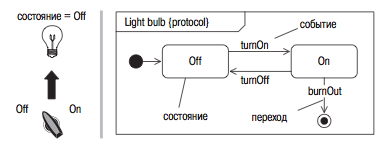 состояние = Off
Off
On
Light bulb {protocol}
событие
turnOn
Off
On
turnOff
burnOut
состояние
переход